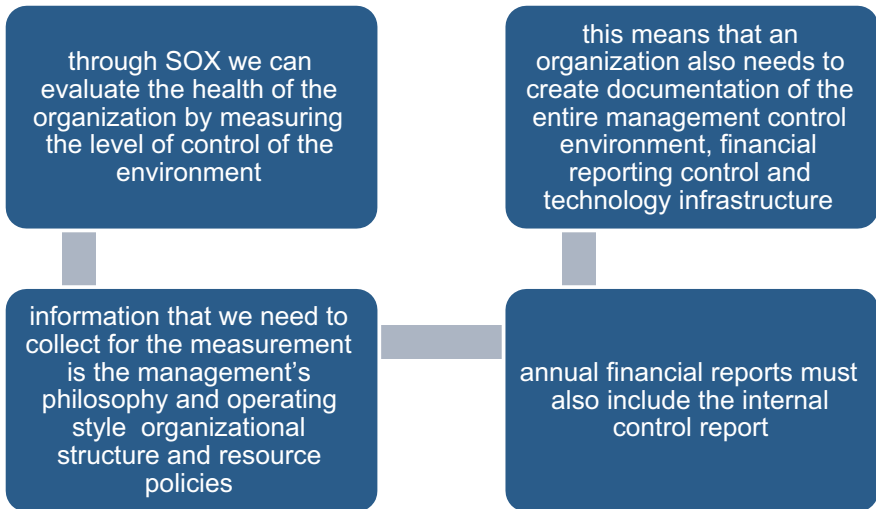 through SOX we can
evaluate the health of the
organization by measuring
the level of control of the
environment
information that we need to
collect for the measurement
is the management’s
philosophy and operating
style organizational
structure and resource
policies
annual financial reports must
also include the internal
control report
this means that an
organization also needs to
create documentation of the
entire management control
environment, financial
reporting control and
technology infrastructure